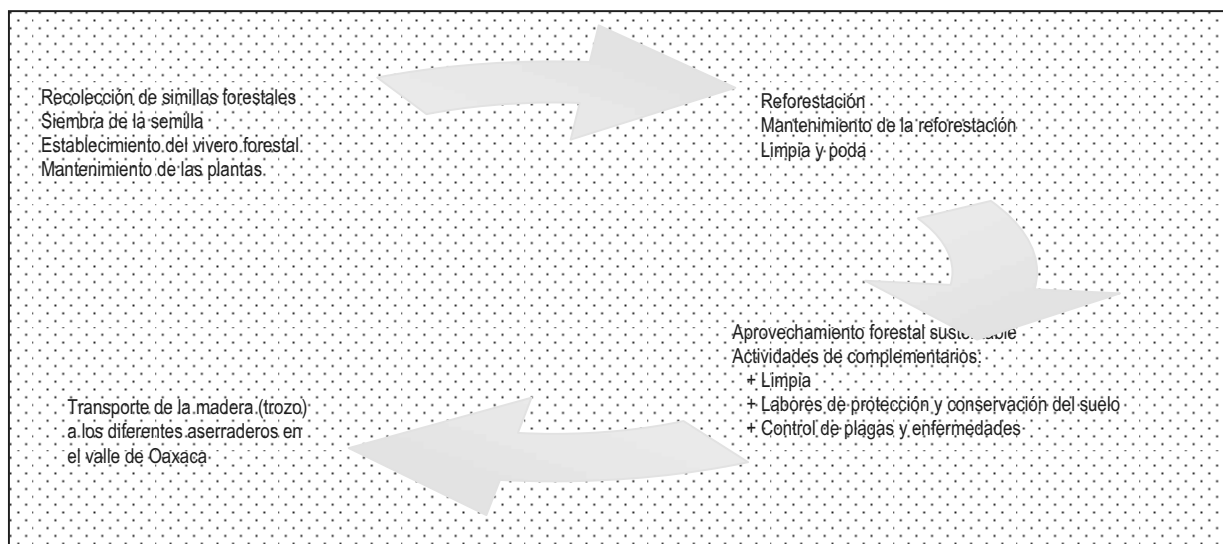 Recolección de simillas forestales
Siembra de la semilla
Establecimiento del vivero forestal
Mantenimiento de las plantas
Reforestación
Mantenimiento de la reforestación
Limpia y poda
Aprovechamiento forestal sustentable
Actividades de complementarios:
+ Limpia
+ Labores de protección y conservación del suelo
+ Control de plagas y enfermedades
Transporte de la madera (trozo)
a los diferentes aserraderos en
el valle de Oaxaca